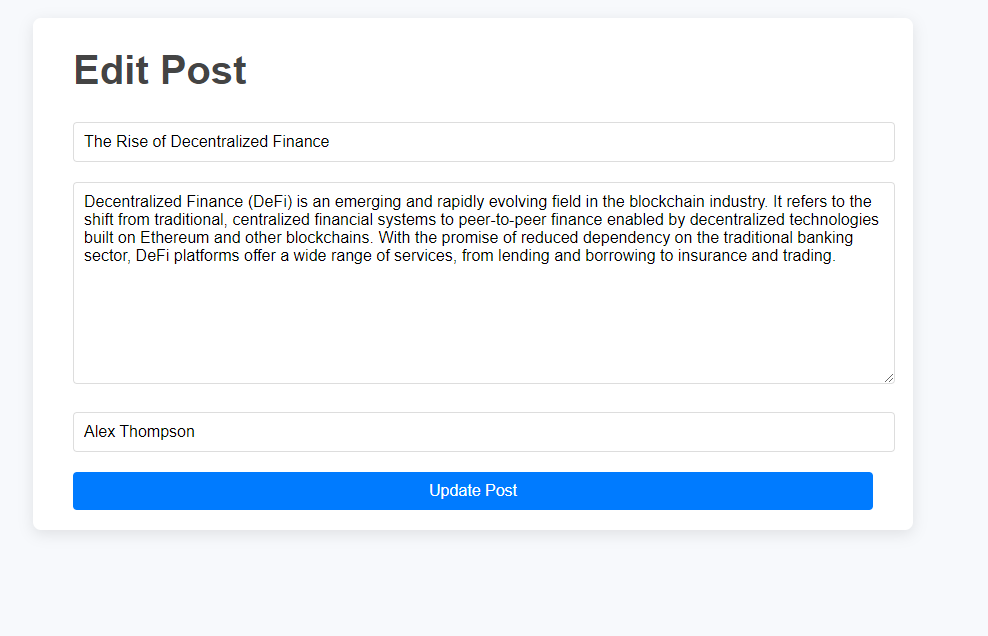 Edit Post
The Rise of Decentralized Finance
Decentralized Finance (DeFi) is an emerging and rapidly evolving field in the blockchain industry. It refers to the
shift from traditional, centralized financial systems to peer-to-peer finance enabled by decentralized technologies
built on Ethereum and other blockchains. With the promise of reduced dependency on the traditional banking
sector, DeFi platforms offer a wide range of services, from lending and borrowing to insurance and trading.
Alex Thompson
Update Post